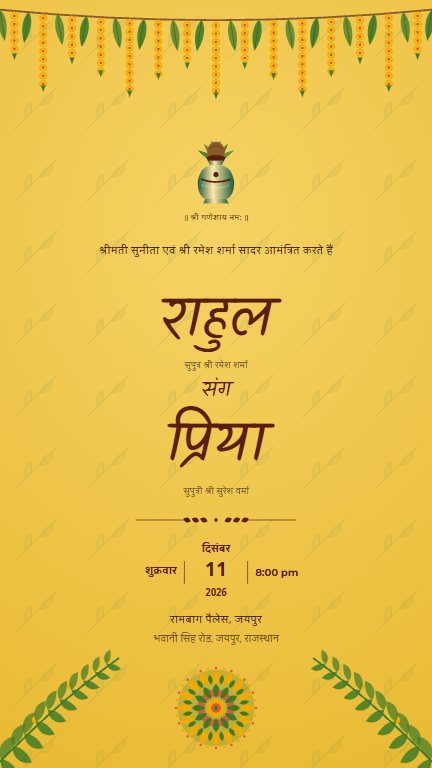 ॥ श्री गणेशाय नमः ॥
श्रीमती सुनीता एवं श्री रमेश शर्मा सादर आमंत्रित करते हैं
राहुल
सुपुत्र श्री रमेश शर्मा
संग
प्रिया
सुपुत्री श्री सुरेश वर्मा
दिसंबर
शुक्रवार 11 8:00 pm
2026
रामबाग पैलेस, जयपुर
भवानी सिंह रोड, जयपुर, राजस्थान